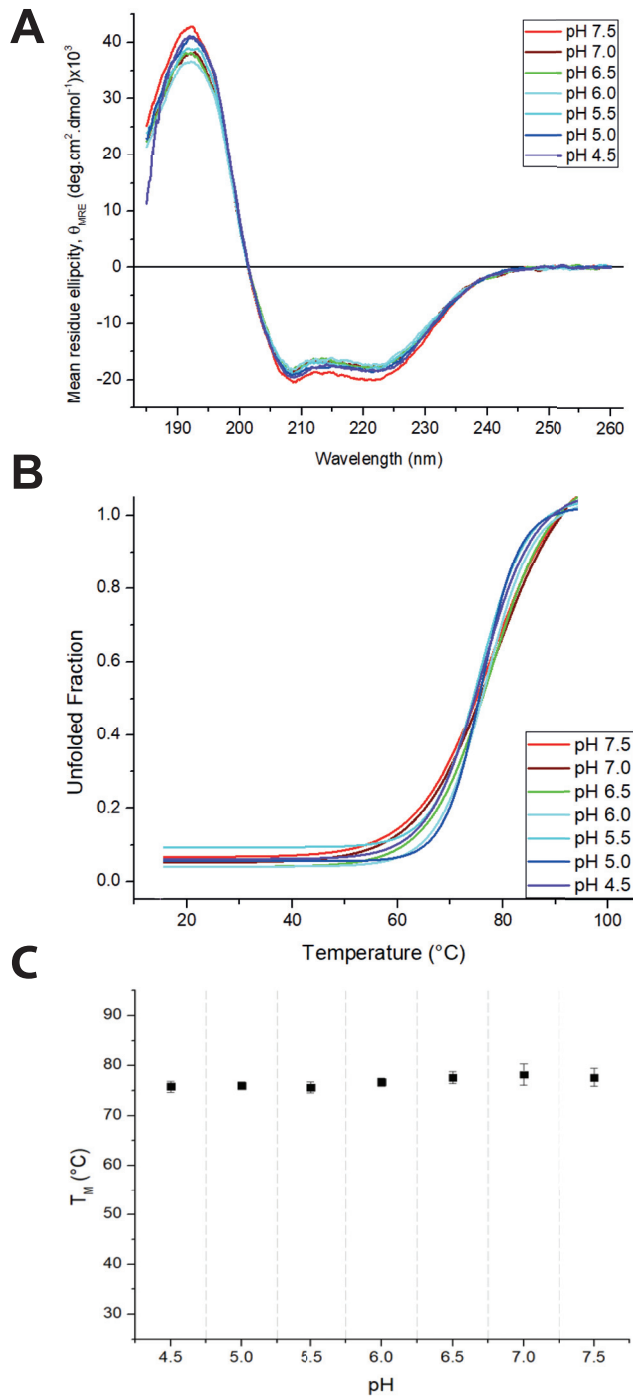 A
Mean residue ellipcity, θMRE (deg.cm².dmol⁻¹)x10³
40
30
20
10
0
-10
-20
190 200 210 220 230 240 250 260
Wavelength (nm)
pH 7.5
pH 7.0
pH 6.5
pH 6.0
pH 5.5
pH 5.0
pH 4.5
B
Unfolded Fraction
1.0
0.8
0.6
0.4
0.2
0.0
20 40 60 80 100
Temperature (°C)
pH 7.5
pH 7.0
pH 6.5
pH 6.0
pH 5.5
pH 5.0
pH 4.5
C
TM (°C)
90
80
70
60
50
40
30
4.5 5.0 5.5 6.0 6.5 7.0 7.5
pH